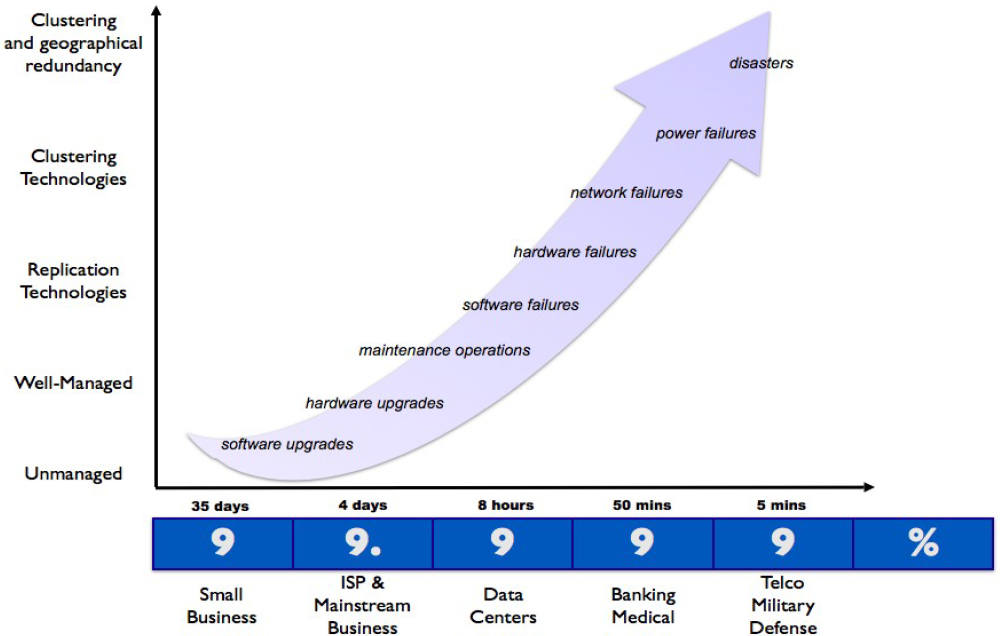 Clustering
and geographical
redundancy
disasters
power failures
Clustering
Technologies
network failures
hardware failures
Replication
Technologies
software failures
maintenance operations
Well-Managed
hardware upgrades
software upgrades
Unmanaged
35 days
4 days
8 hours
50 mins
5 mins
9
9.
9
9
9
%
Small
Business
ISP &
Mainstream
Business
Data
Centers
Banking
Medical
Telco
Military
Defense